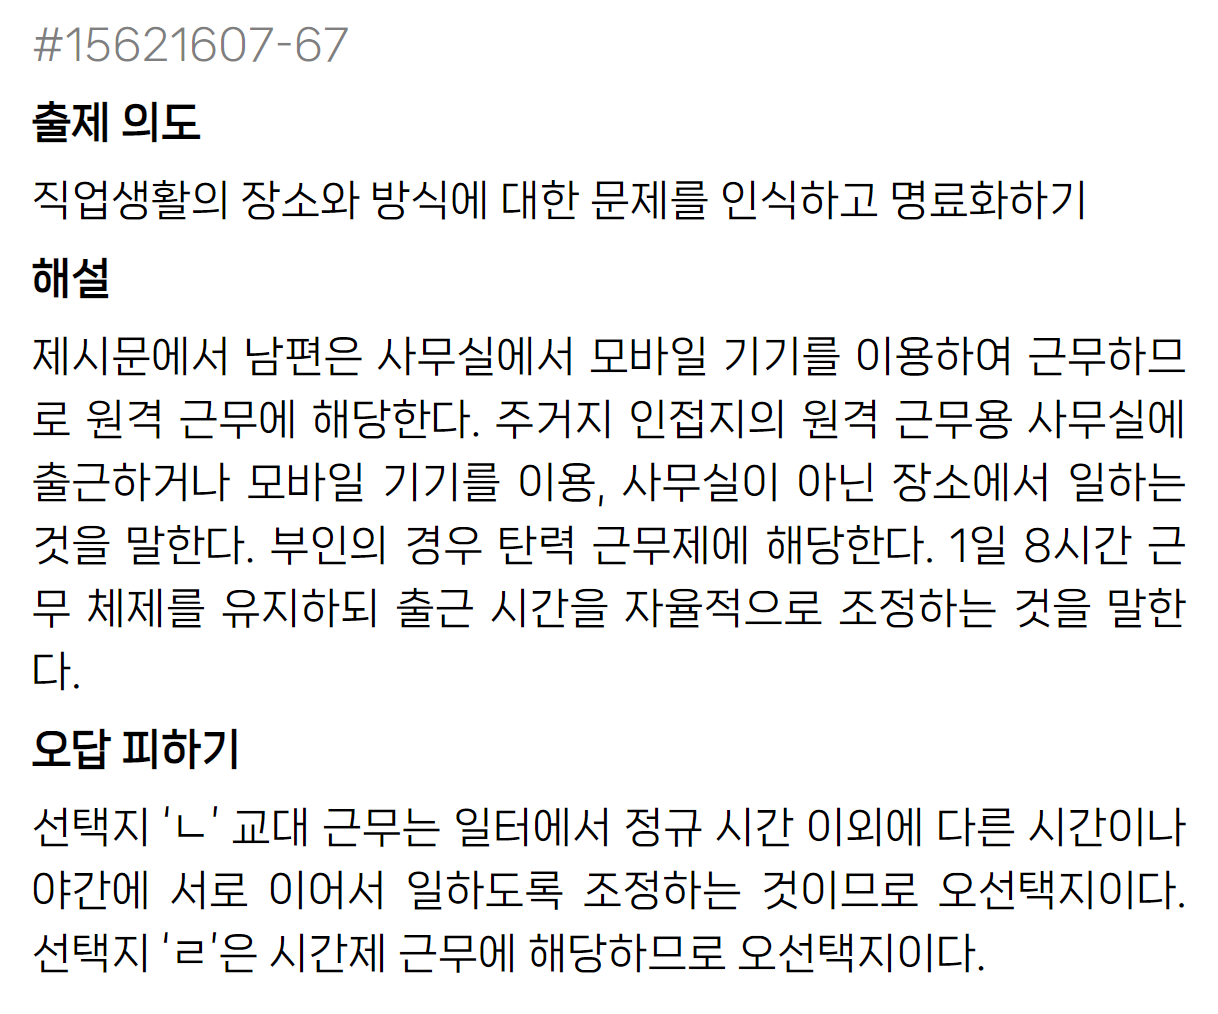 #15621607-67
출제 의도
직업생활의 장소와 방식에 대한 문제를 인식하고 명료화하기
해설
제시문에서 남편은 사무실에서 모바일 기기를 이용하여 근무하므
로 원격 근무에 해당한다. 주거지 인접지의 원격 근무용 사무실에
출근하거나 모바일 기기를 이용, 사무실이 아닌 장소에서 일하는
것을 말한다. 부인의 경우 탄력 근무제에 해당한다. 1일 8시간 근
무 체제를 유지하되 출근 시간을 자율적으로 조정하는 것을 말한
다.
오답 피하기
선택지 ‘ㄴ’ 교대 근무는 일터에서 정규 시간 이외에 다른 시간이나
야간에 서로 이어서 일하도록 조정하는 것이므로 오선택지이다.
선택지 ‘ㄹ’은 시간제 근무에 해당하므로 오선택지이다.